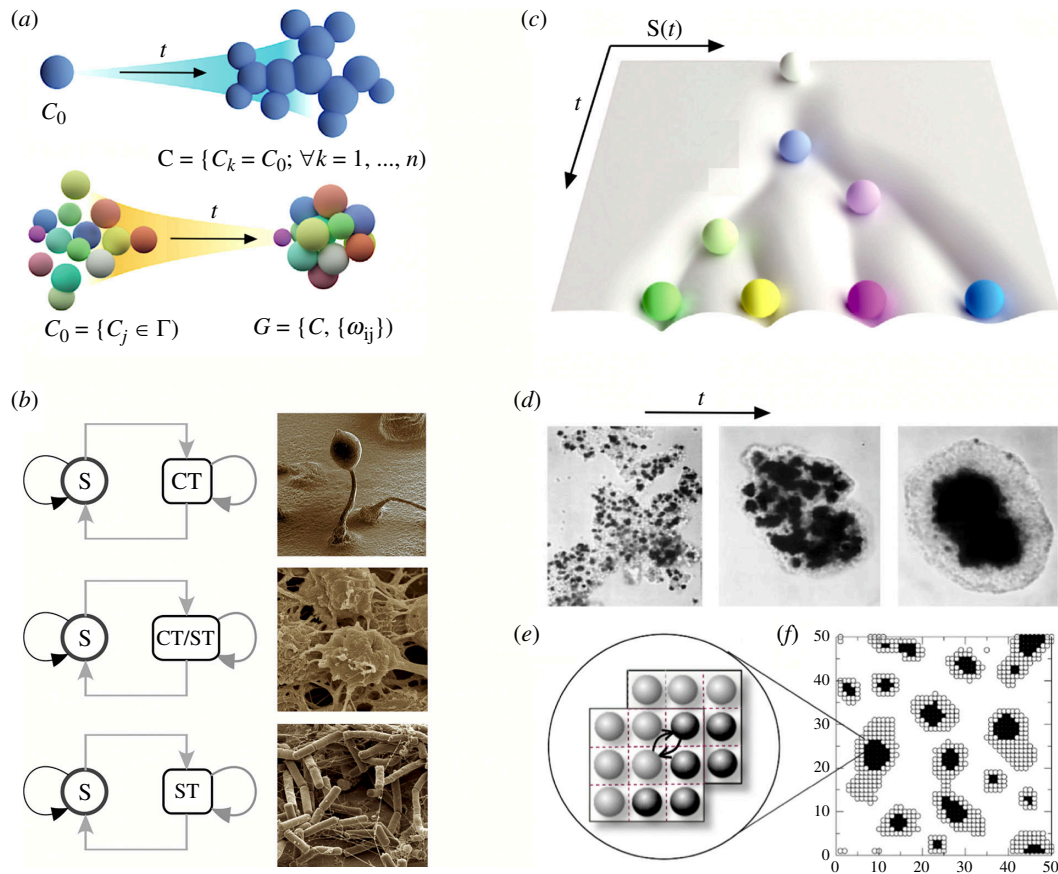 (a)
t
C0
C = {Ck = C0; ∀k = 1, ..., n)
t
C0 = {Cj ∈ Γ)
G = {C, {ωij})
(b)
S
CT
S
CT/ST
S
ST
(c)
S(t)
t
(d)
t
(e)
(f)
50
40
30
20
10
0
0 10 20 30 40 50